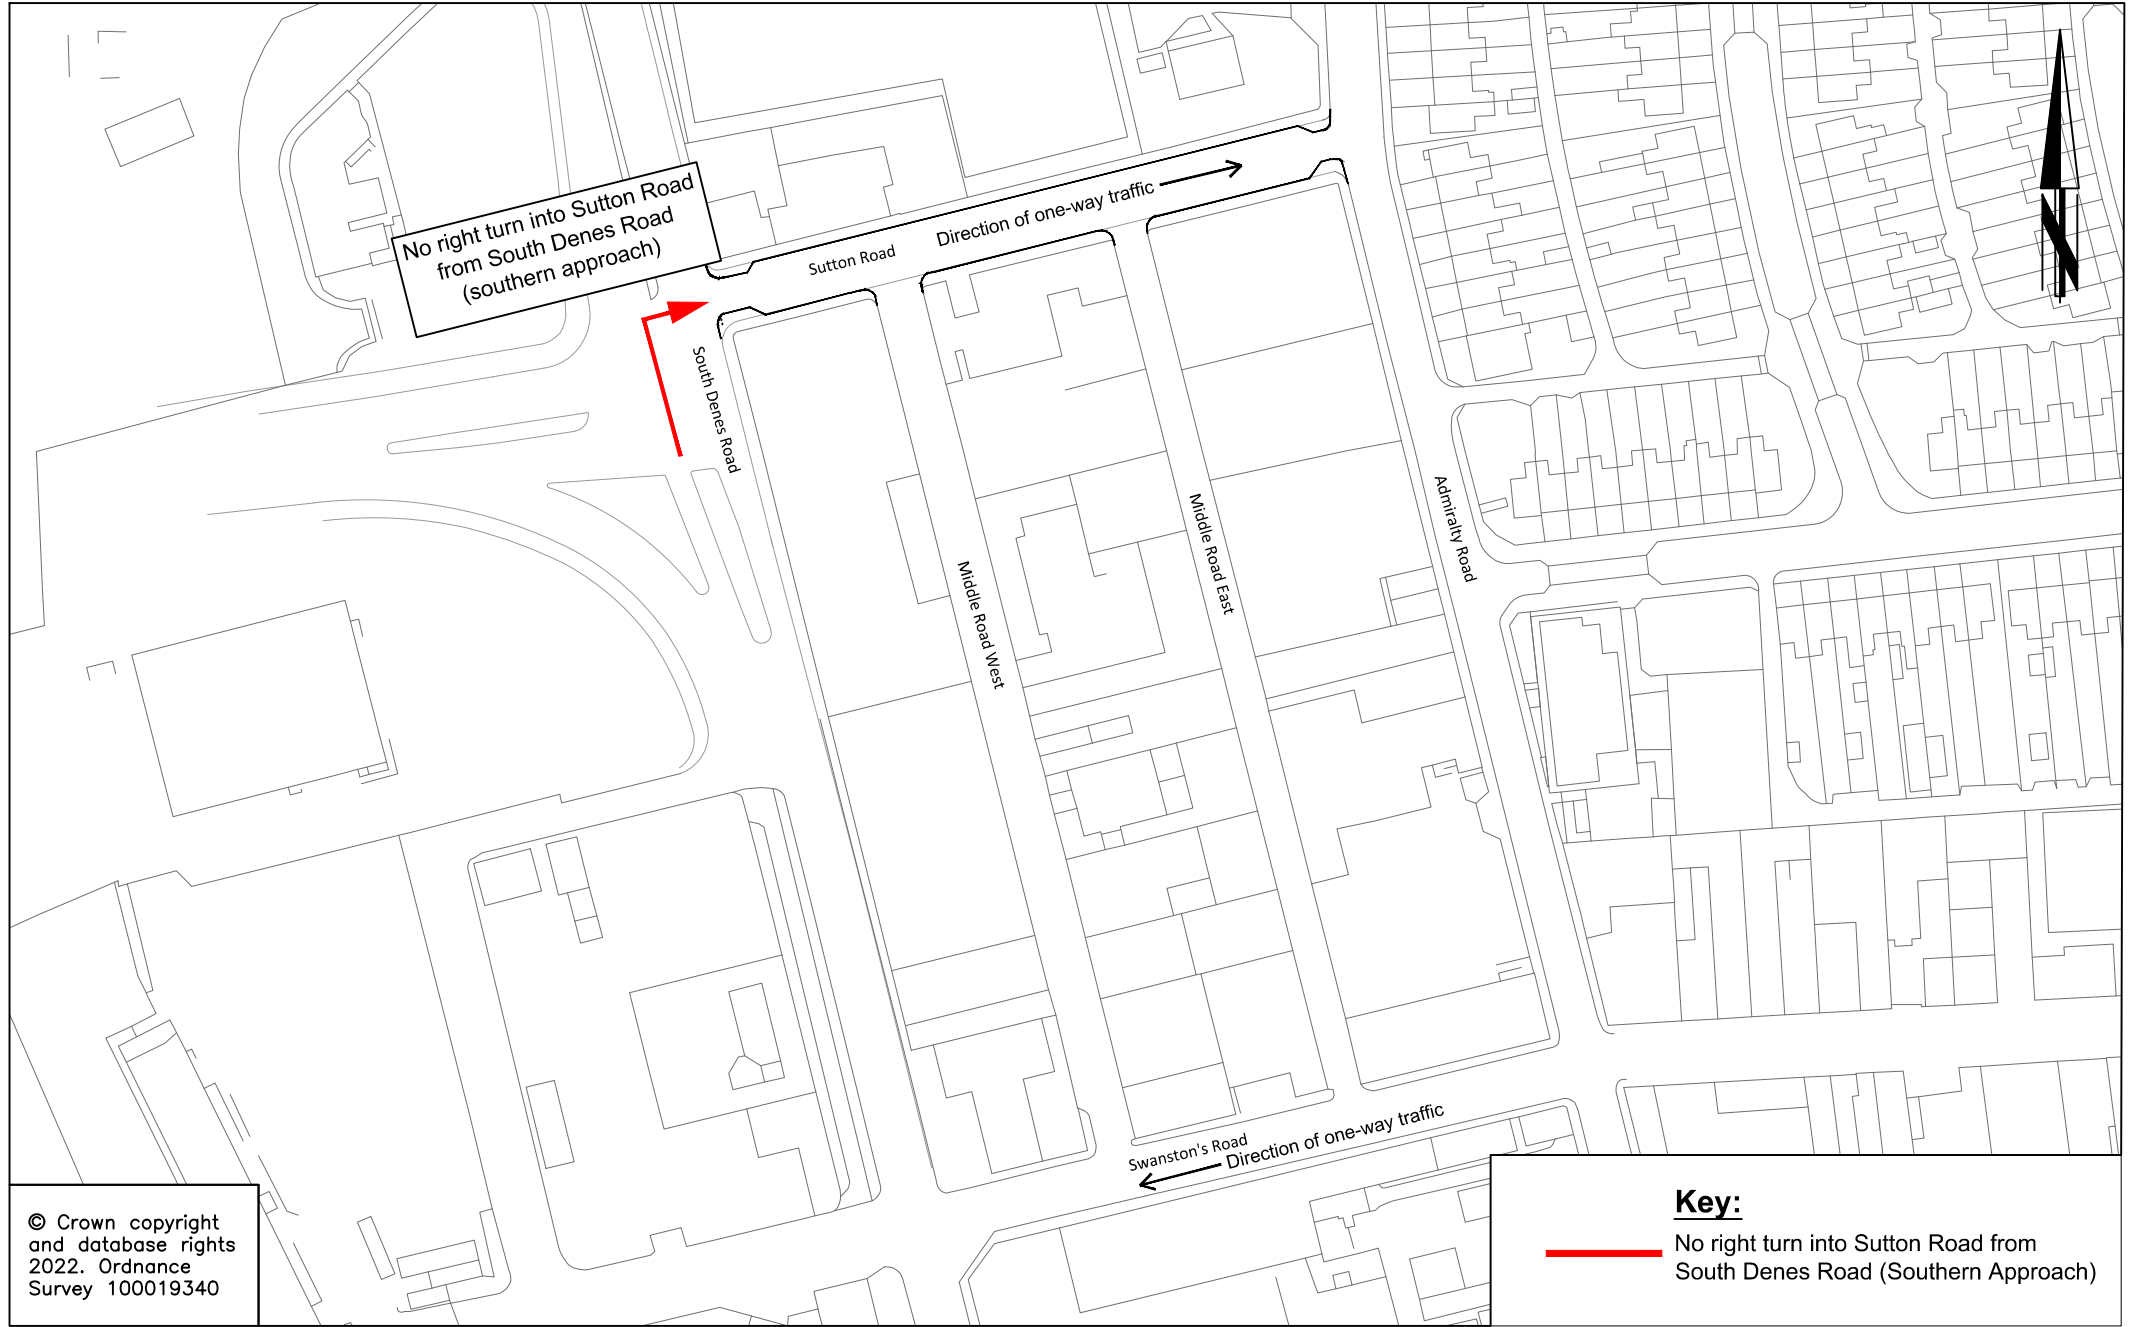 No right turn into Sutton Road
from South Denes Road
(southern approach)
Sutton Road
Direction of one-way traffic
N
South Denes Road
Middle Road West
Middle Road East
Admiralty Road
Swanston's Road
Direction of one-way traffic
© Crown copyright
and database rights
2022. Ordnance
Survey 100019340
Key:
No right turn into Sutton Road from
South Denes Road (Southern Approach)